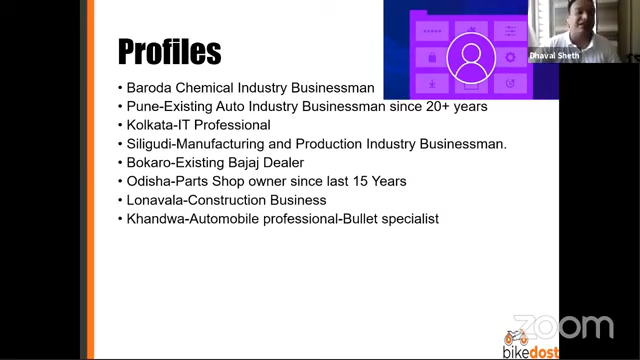 Profiles
Dhaval Sheth
• Baroda Chemical Industry Businessman
• Pune-Existing Auto Industry Businessman since 20+ years
• Kolkata-IT Professional
• Siligudi-Manufacturing and Production Industry Businessman.
• Bokaro-Existing Bajaj Dealer
• Odisha-Parts Shop owner since last 15 Years
• Lonavala-Construction Business
• Khandwa-Automobile professional-Bullet specialist
zoom
bikedost